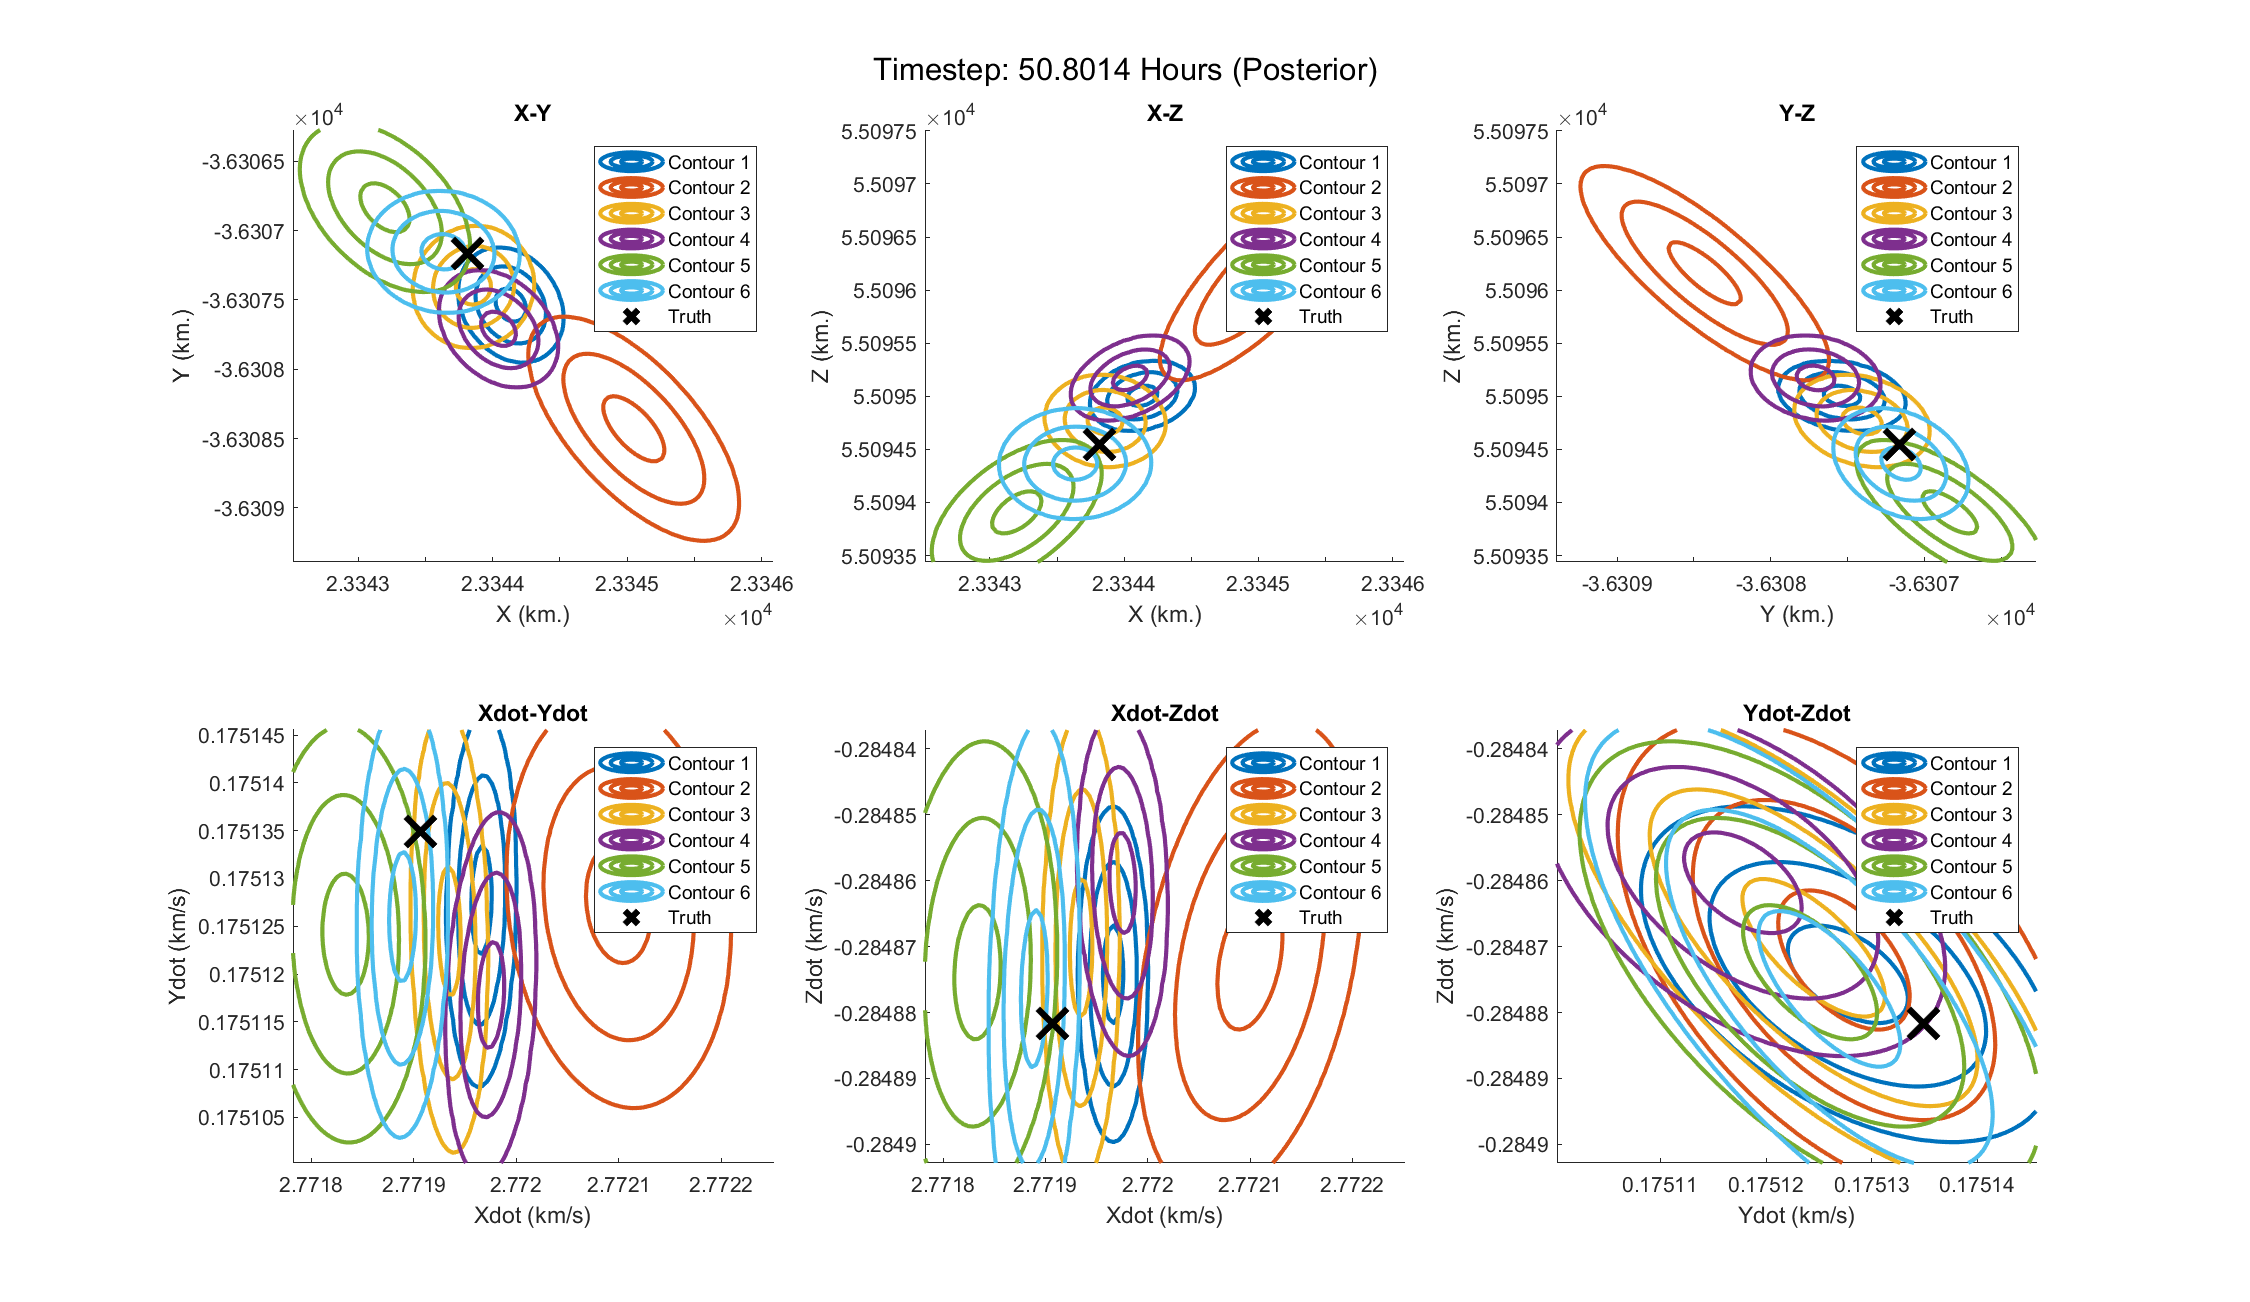 Timestep: 50.8014 Hours (Posterior)
×10⁴
X-Y
-3.63065
-3.6307
-3.63075
-3.6308
-3.63085
-3.6309
Y (km.)
2.3343 2.3344 2.3345 2.3346
X (km.)
×10⁴
Contour 1
Contour 2
Contour 3
Contour 4
Contour 5
Contour 6
Truth
×10⁴
X-Z
5.50975
5.5097
5.50965
5.5096
5.50955
5.5095
5.50945
5.5094
5.50935
Z (km.)
2.3343 2.3344 2.3345 2.3346
X (km.)
×10⁴
Contour 1
Contour 2
Contour 3
Contour 4
Contour 5
Contour 6
Truth
×10⁴
Y-Z
5.50975
5.5097
5.50965
5.5096
5.50955
5.5095
5.50945
5.5094
5.50935
Z (km.)
-3.6309 -3.6308 -3.6307
Y (km.)
×10⁴
Contour 1
Contour 2
Contour 3
Contour 4
Contour 5
Contour 6
Truth
Xdot-Ydot
0.175145
0.17514
0.175135
0.17513
0.175125
0.17512
0.175115
0.17511
0.175105
Ydot (km/s)
2.7718 2.7719 2.772 2.7721 2.7722
Xdot (km/s)
Contour 1
Contour 2
Contour 3
Contour 4
Contour 5
Contour 6
Truth
Xdot-Zdot
-0.28484
-0.28485
-0.28486
-0.28487
-0.28488
-0.28489
-0.2849
Zdot (km/s)
2.7718 2.7719 2.772 2.7721 2.7722
Xdot (km/s)
Contour 1
Contour 2
Contour 3
Contour 4
Contour 5
Contour 6
Truth
Ydot-Zdot
-0.28484
-0.28485
-0.28486
-0.28487
-0.28488
-0.28489
-0.2849
Zdot (km/s)
0.17511 0.17512 0.17513 0.17514
Ydot (km/s)
Contour 1
Contour 2
Contour 3
Contour 4
Contour 5
Contour 6
Truth